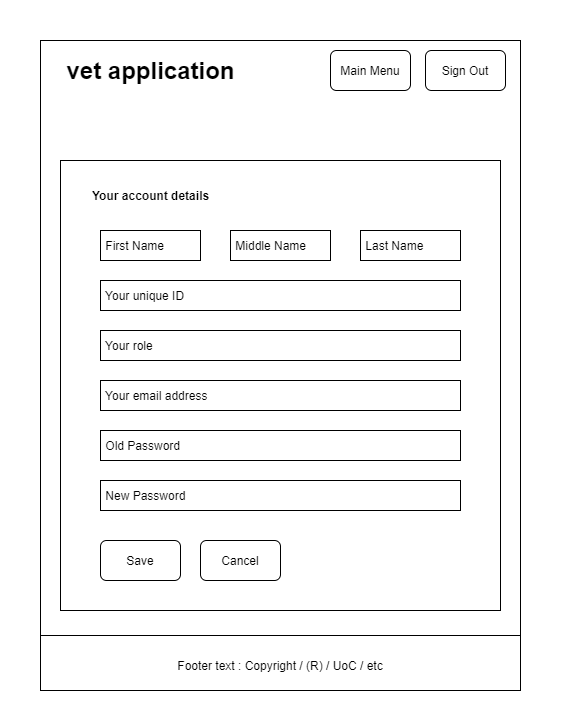 vet application
Main Menu
Sign Out
Your account details
First Name
Middle Name
Last Name
Your unique ID
Your role
Your email address
Old Password
New Password
Save
Cancel
Footer text : Copyright / (R) / UoC / etc